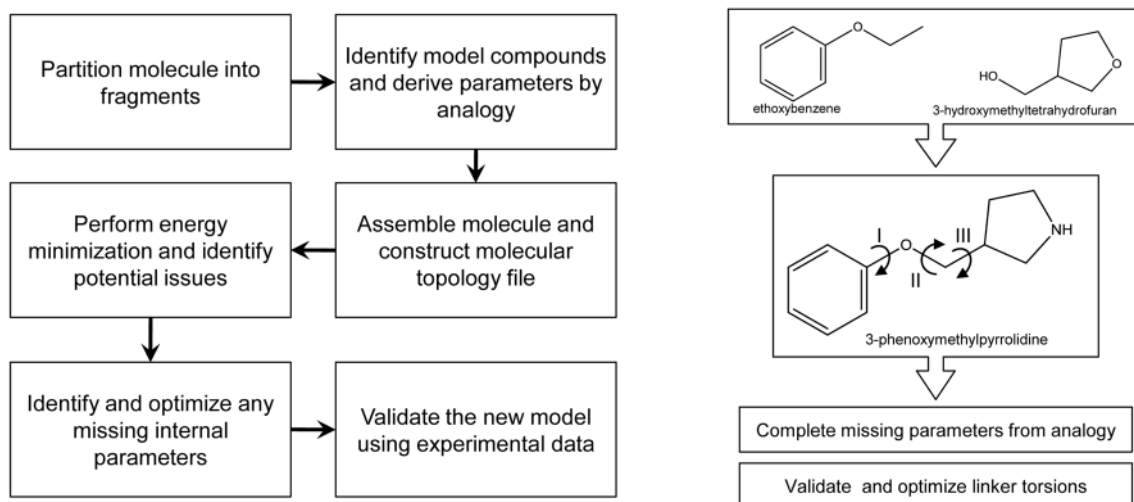 Partition molecule into
fragments
Identify model compounds
and derive parameters by
analogy
Perform energy
minimization and identify
potential issues
Assemble molecule and
construct molecular
topology file
Identify and optimize any
missing internal
parameters
Validate the new model
using experimental data
O
ethoxybenzene
O
HO
3-hydroxymethyltetrahydrofuran
I
O
II
III
NH
3-phenoxymethylpyrrolidine
Complete missing parameters from analogy
Validate and optimize linker torsions